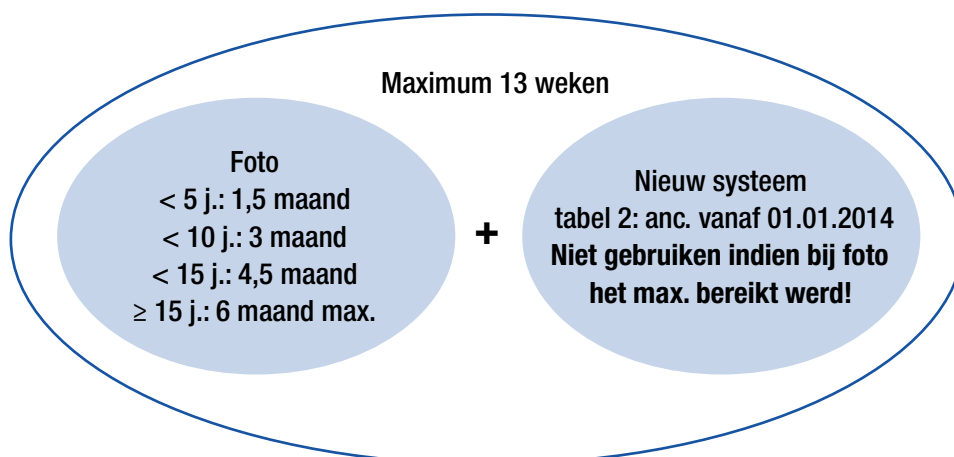 Maximum 13 weken
Foto
< 5 j.: 1,5 maand
< 10 j.: 3 maand
< 15 j.: 4,5 maand
≥ 15 j.: 6 maand max.
+
Nieuw systeem
tabel 2: anc. vanaf 01.01.2014
Niet gebruiken indien bij foto
het max. bereikt werd!